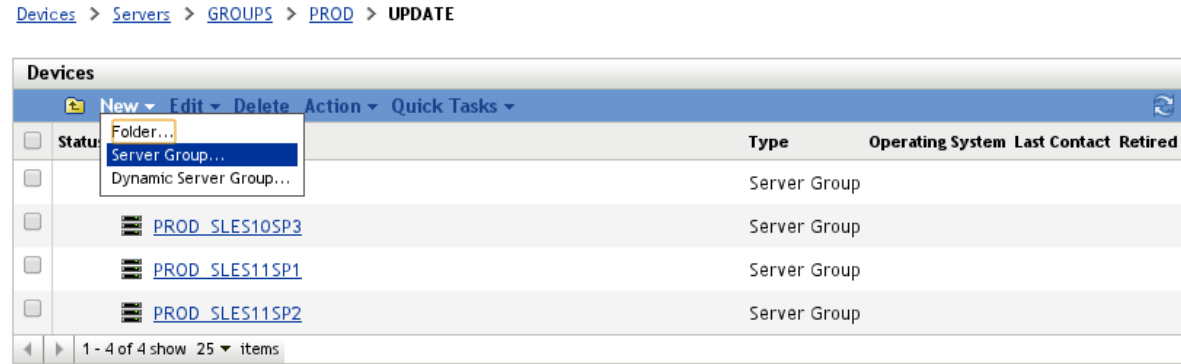 Devices > Servers > GROUPS > PROD > UPDATE
Devices
New Edit Delete Action Quick Tasks
Folder...
Status Type Operating System Last Contact Retired
Server Group...
Dynamic Server Group...
Server Group
PROD_SLES10SP3 Server Group
PROD_SLES11SP1 Server Group
PROD_SLES11SP2 Server Group
1 - 4 of 4 show 25 items